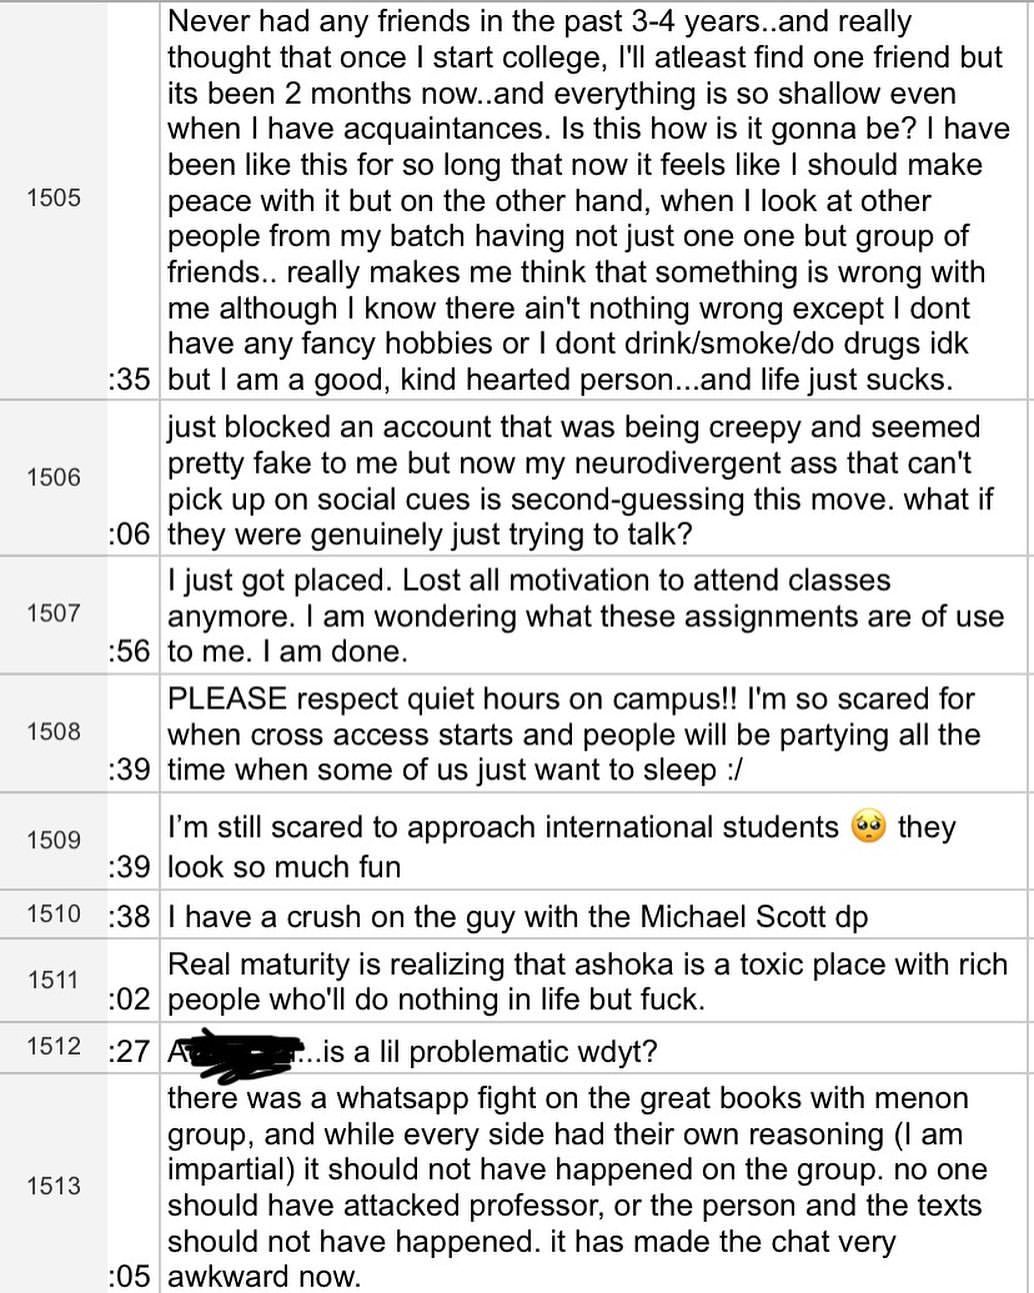 Never had any friends in the past 3-4 years..and really
thought that once I start college, I'll atleast find one friend but
its been 2 months now..and everything is so shallow even
when I have acquaintances. Is this how is it gonna be? I have
been like this for so long that now it feels like I should make
1505
peace with it but on the other hand, when I look at other
people from my batch having not just one one but group of
friends.. really makes me think that something is wrong with
me although I know there ain't nothing wrong except I dont
have any fancy hobbies or I dont drink/smoke/do drugs idk
:35 but I am a good, kind hearted person...and life just sucks.
just blocked an account that was being creepy and seemed
1506 pretty fake to me but now my neurodivergent ass that can't
pick up on social cues is second-guessing this move. what if
:06 they were genuinely just trying to talk?
I just got placed. Lost all motivation to attend classes
1507 anymore. I am wondering what these assignments are of use
:56 to me. I am done.
PLEASE respect quiet hours on campus!! I'm so scared for
1508 when cross access starts and people will be partying all the
:39 time when some of us just want to sleep :/
1509 I'm still scared to approach international students 🥺 they
:39 look so much fun
1510 :38 I have a crush on the guy with the Michael Scott dp
1511 Real maturity is realizing that ashoka is a toxic place with rich
:02 people who'll do nothing in life but fuck.
1512 :27 ...is a lil problematic wdyt?
there was a whatsapp fight on the great books with menon
group, and while every side had their own reasoning (I am
impartial) it should not have happened on the group. no one
1513 should have attacked professor, or the person and the texts
should not have happened. it has made the chat very
:05 awkward now.